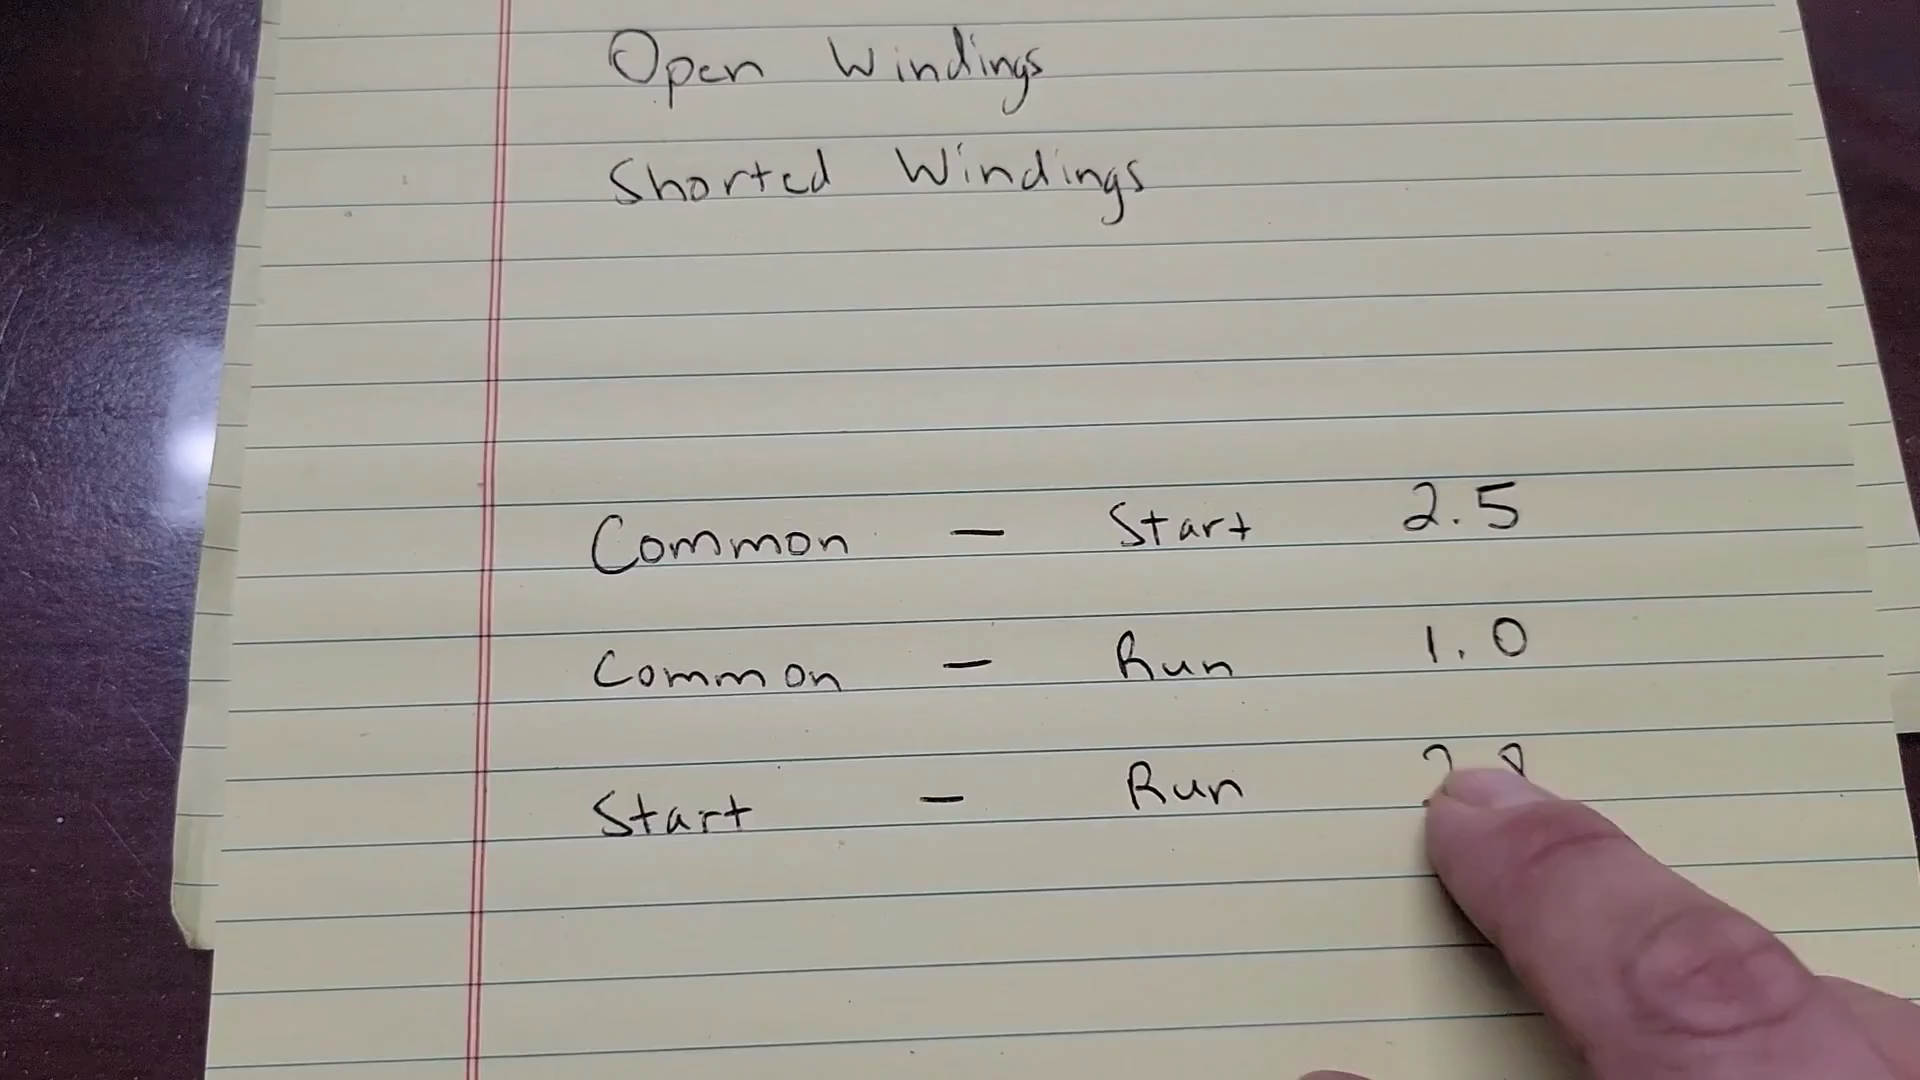 Open Windings
Shorted Windings
Common - Start 2.5
Common - Run 1.0
Start - Run